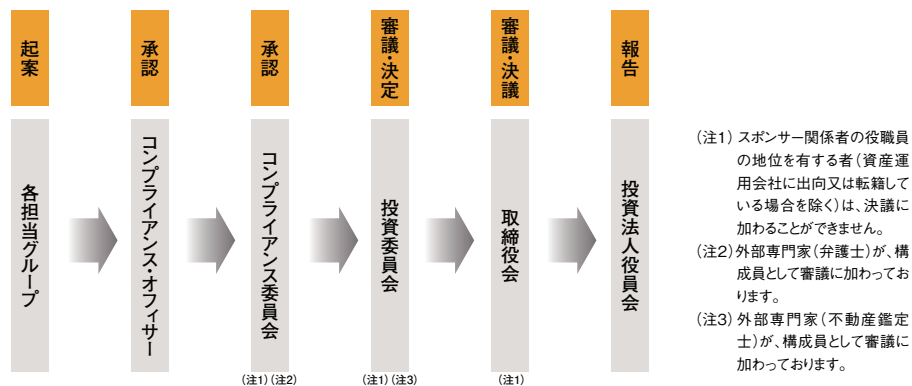 起案
承認
承認
審議・決定
審議・決議
報告
各担当グループ
コンプライアンス・オフィサー
コンプライアンス委員会
投資委員会
取締役会
投資法人役員会
(注1)(注2)
(注1)(注3)
(注1)
(注1) スポンサー関係者の役職員
の地位を有する者(資産運
用会社に出向又は転籍して
いる場合を除く)は、決議に
加わることができません。
(注2) 外部専門家(弁護士)が、構
成員として審議に加わってお
ります。
(注3) 外部専門家(不動産鑑定
士)が、構成員として審議に
加わっております。